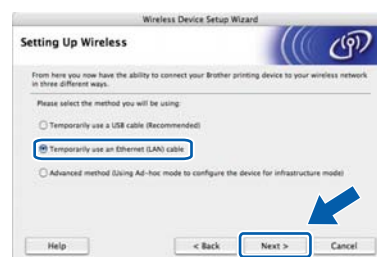 Wireless Device Setup Wizard
Setting Up Wireless
From here you now have the ability to connect your Brother printing device to your wireless network
in three different ways.
Please select the method you will be using:
Temporarily use a USB cable (Recommended)
Temporarily use an Ethernet (LAN) cable
Advanced method (Using Ad-hoc mode to configure the device for infrastructure mode)
Help
< Back
Next >
Cancel